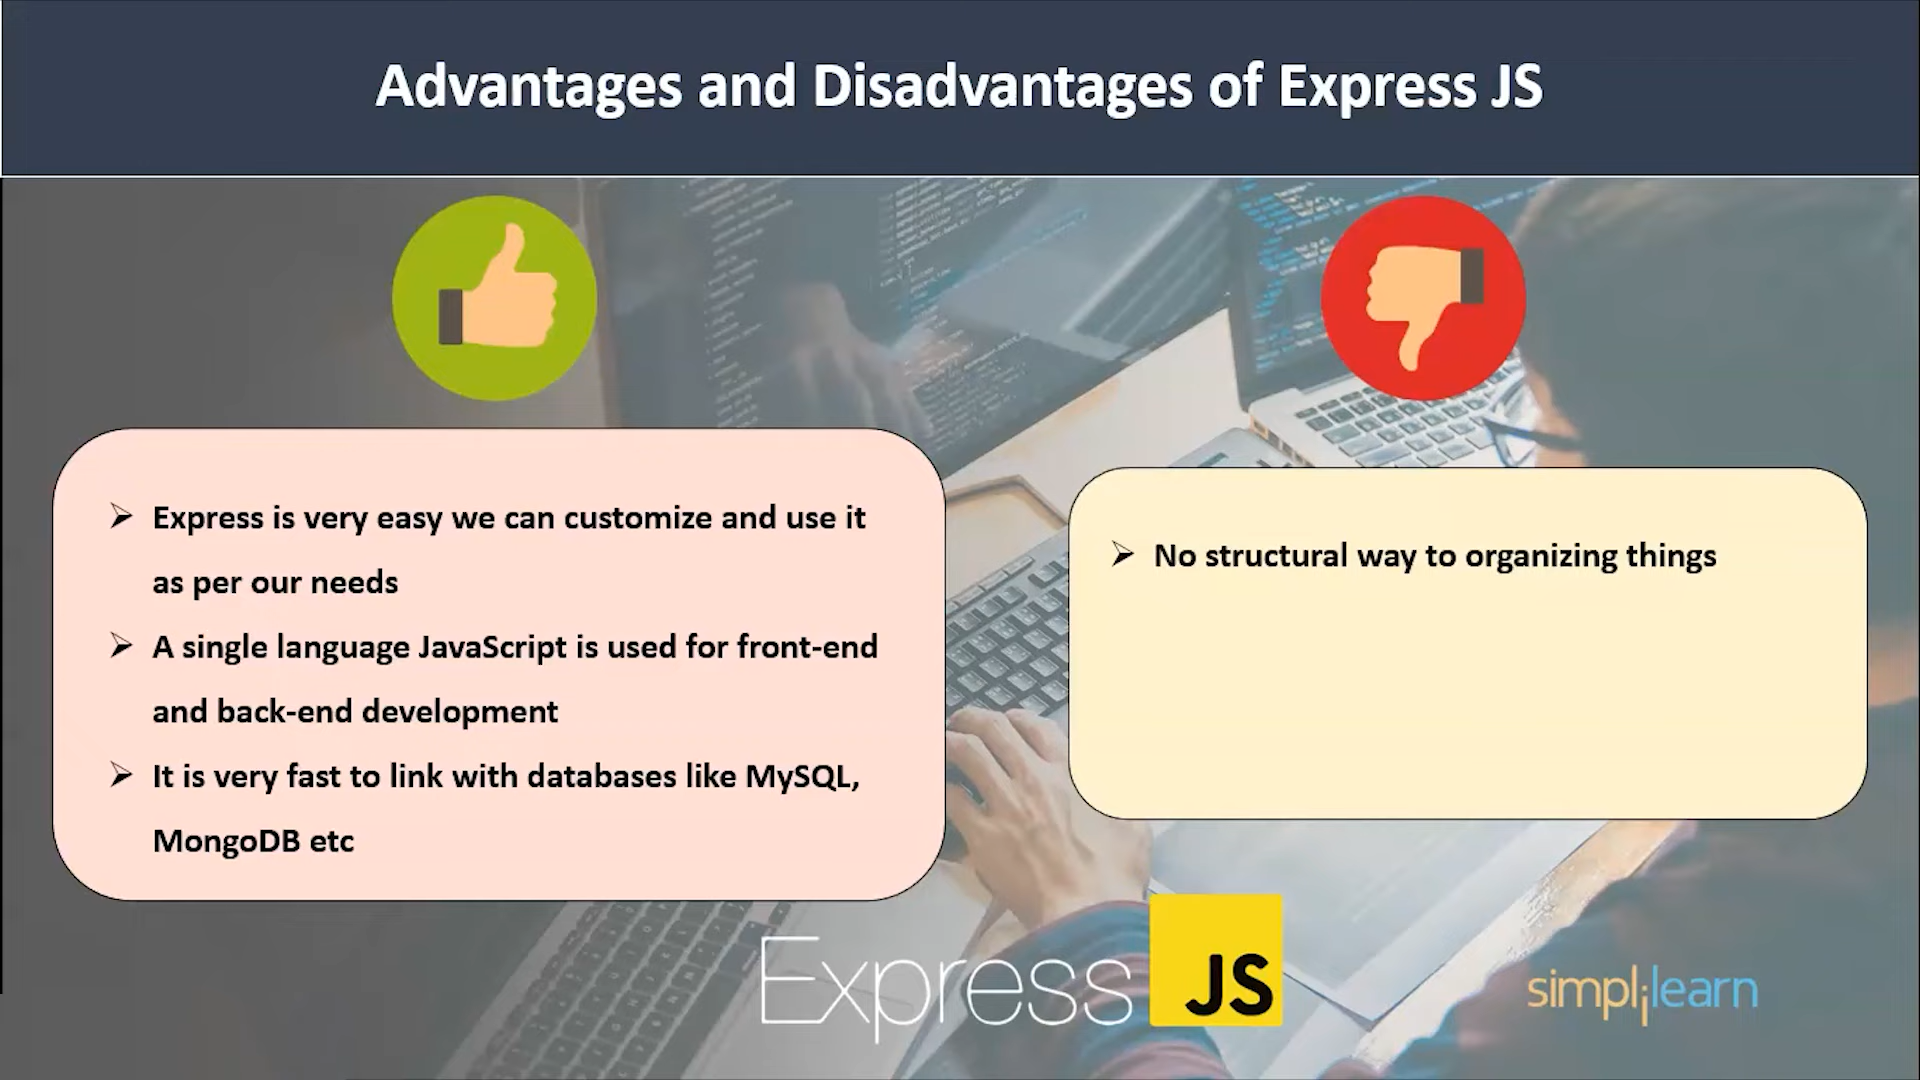 Advantages and Disadvantages of Express JS
Express is very easy we can customize and use it
as per our needs
A single language JavaScript is used for front-end
and back-end development
It is very fast to link with databases like MySQL,
MongoDB etc
No structural way to organizing things
Express JS
simplilearn